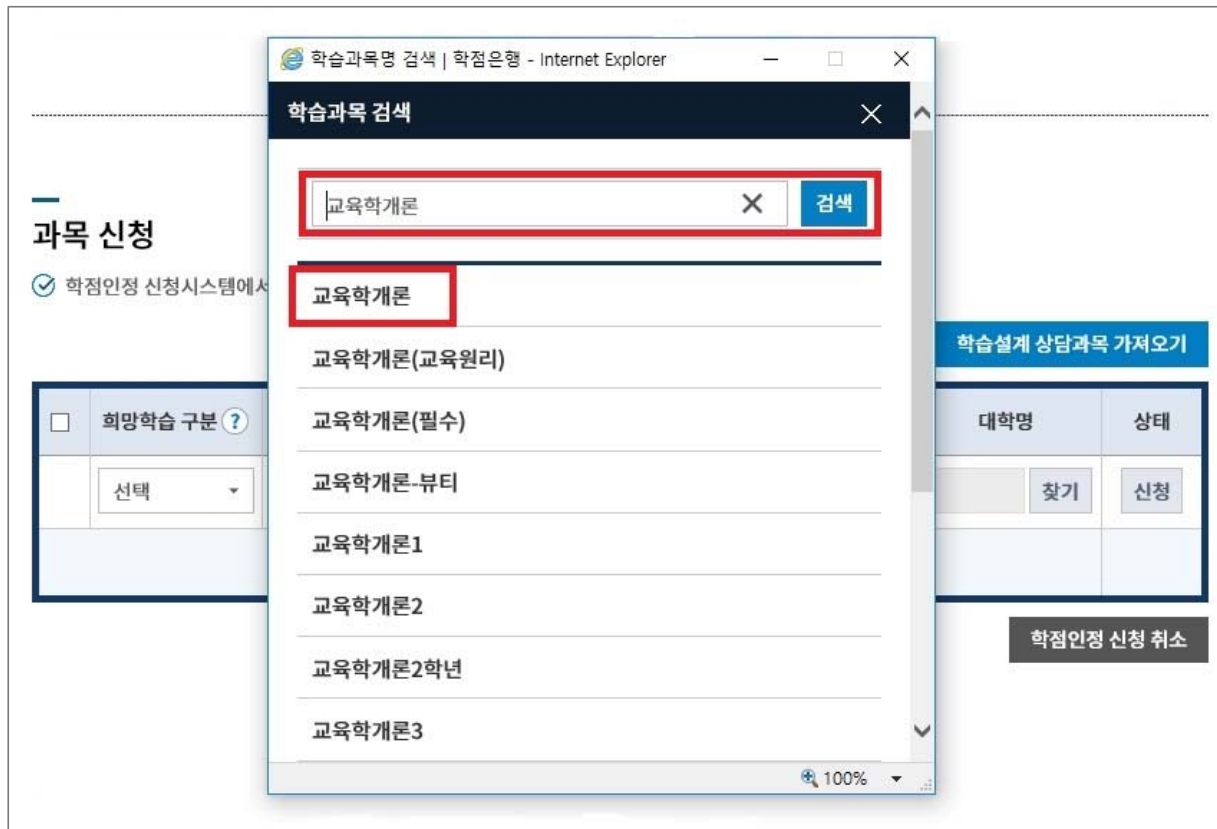 학습과목명 검색 | 학점은행 - Internet Explorer
학습과목 검색
교육학개론
검색
교육학개론
교육학개론(교육원리)
교육학개론(필수)
교육학개론-뷰티
교육학개론1
교육학개론2
교육학개론2학년
교육학개론3
100%
과목 신청
학점인정 신청시스템에서
학습설계 상담과목 가져오기
희망학습 구분 ?
대학명
상태
선택
찾기
신청
학점인정 신청 취소